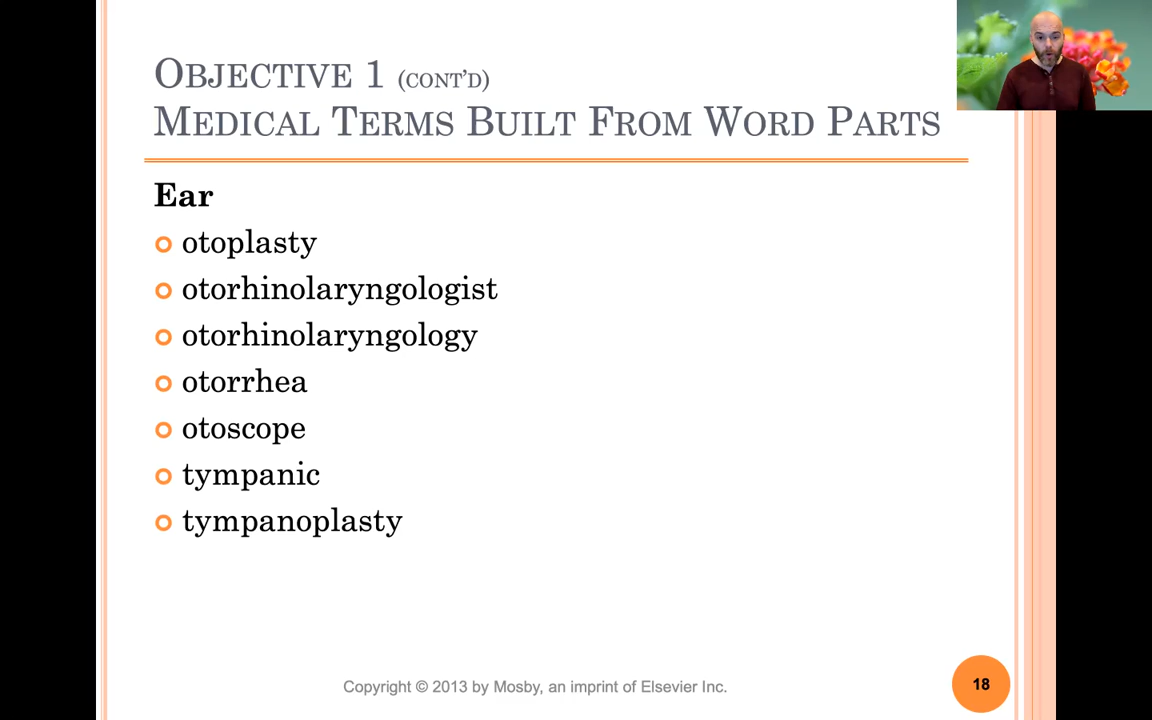 OBJECTIVE 1 (CONT'D)
MEDICAL TERMS BUILT FROM WORD PARTS
Ear
otoplasty
otorhinolaryngologist
otorhinolaryngology
otorrhea
otoscope
tympanic
tympanoplasty
Copyright © 2013 by Mosby, an imprint of Elsevier Inc.
18